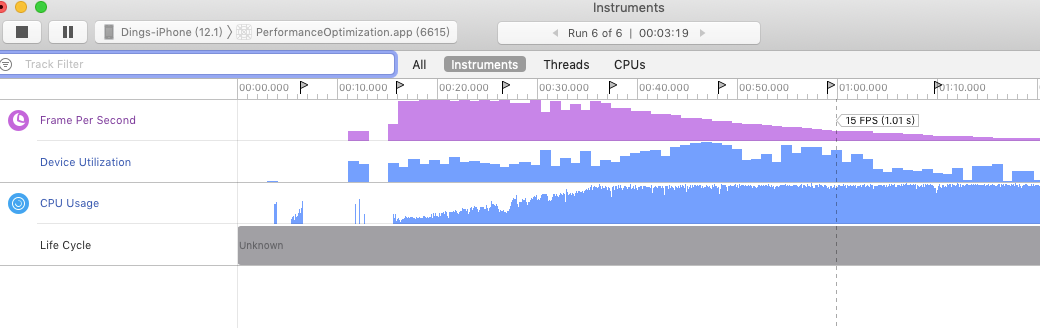 Instruments
Dings-iPhone (12.1) 〉 PerformanceOptimization.app (6615)
Run 6 of 6 | 00:03:19
Track Filter
All Instruments Threads CPUs
00:00.000 00:10.000 00:20.000 00:30.000 00:40.000 00:50.000 01:00.000 01:10.000
Frame Per Second
15 FPS (1.01 s)
Device Utilization
CPU Usage
Life Cycle
Unknown